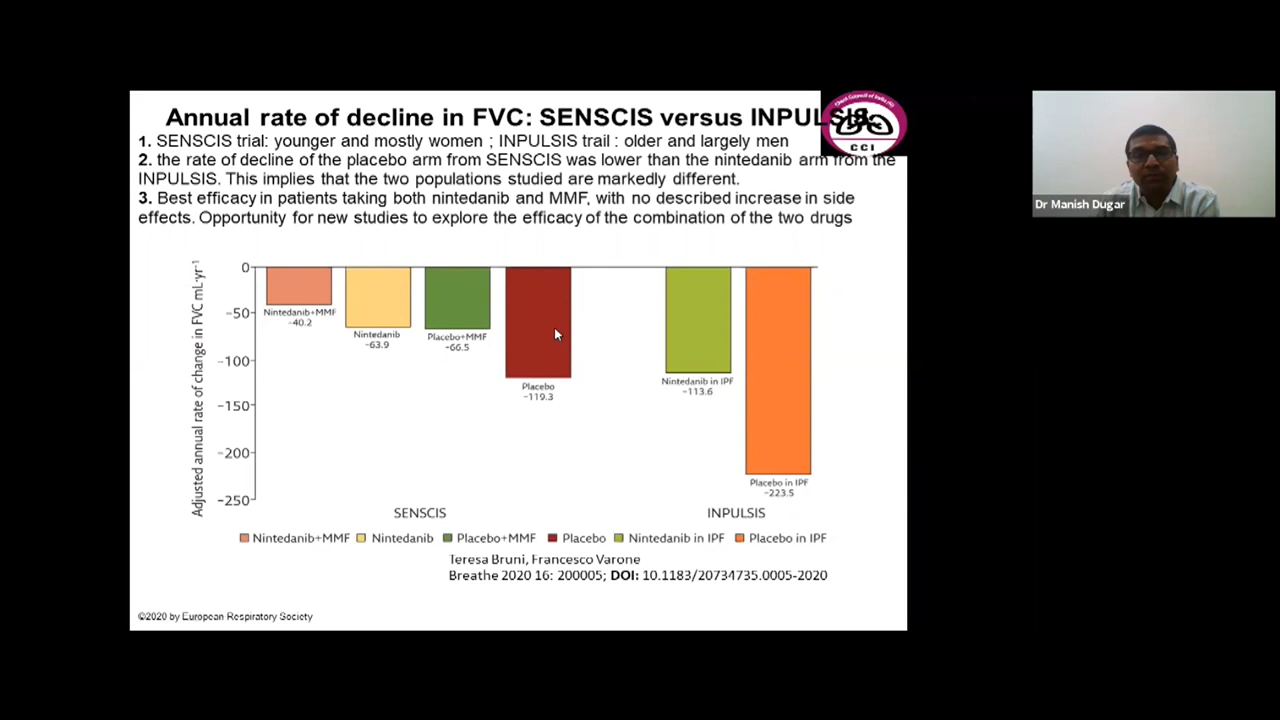 Annual rate of decline in FVC: SENSCIS versus INPULSIS.
1. SENSCIS trial: younger and mostly women ; INPULSIS trail : older and largely men
2. the rate of decline of the placebo arm from SENSCIS was lower than the nintedanib arm from the
INPULSIS. This implies that the two populations studied are markedly different.
3. Best efficacy in patients taking both nintedanib and MMF, with no described increase in side
effects. Opportunity for new studies to explore the efficacy of the combination of the two drugs
CCI
Dr Manish Dugar
Adjusted annual rate of change in FVC mL·yr⁻¹
0
-50
-100
-150
-200
-250
Nintedanib+MMF
-40.2
Nintedanib
-63.9
Placebo+MMF
-66.5
Placebo
-119.3
Nintedanib in IPF
-113.6
Placebo in IPF
-223.5
SENSCIS INPULSIS
Nintedanib+MMF Nintedanib Placebo+MMF Placebo Nintedanib in IPF Placebo in IPF
Teresa Bruni, Francesco Varone
Breathe 2020 16: 200005; DOI: 10.1183/20734735.0005-2020
©2020 by European Respiratory Society